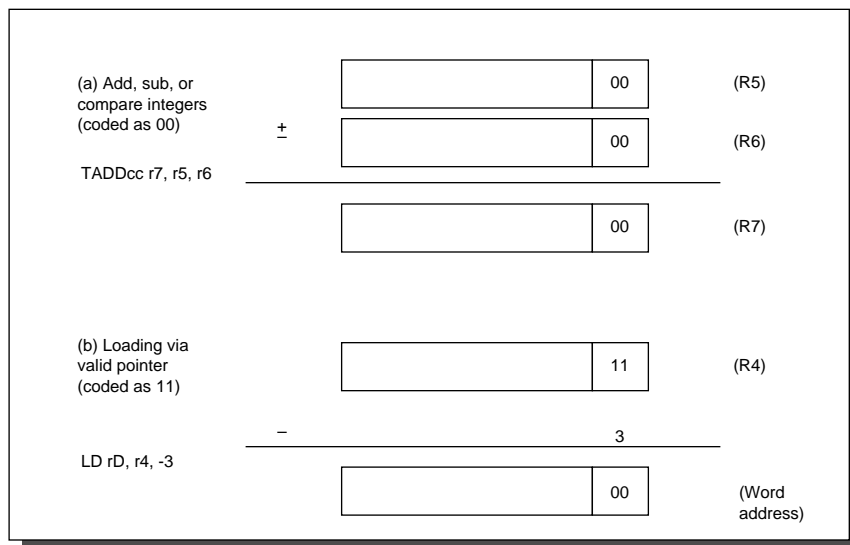 (a) Add, sub, or
compare integers
(coded as 00)
±
00 (R5)
00 (R6)
TADDcc r7, r5, r6
00 (R7)
(b) Loading via
valid pointer
(coded as 11)
11 (R4)
– 3
LD rD, r4, -3
00 (Word
address)